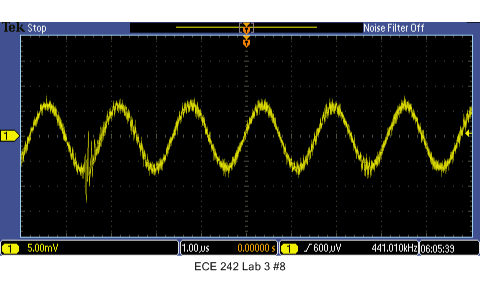 Tek Stop Noise Filter Off
1
1 5.00mV 1.00µs 0.00000 s 1 600µV 441.010kHz 06:05:39
ECE 242 Lab 3 #8